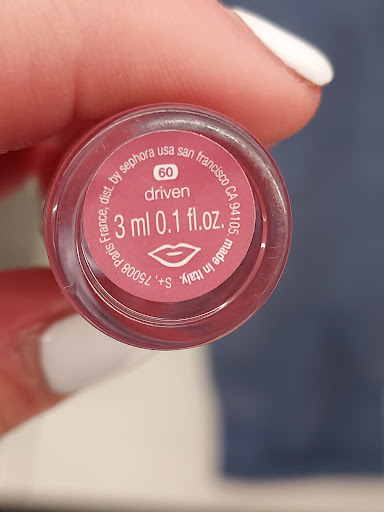 S+, 75008 Paris France, dist. by sephora usa san francisco CA 94105. made in Italy.
60
driven
3 ml 0.1 fl.oz.